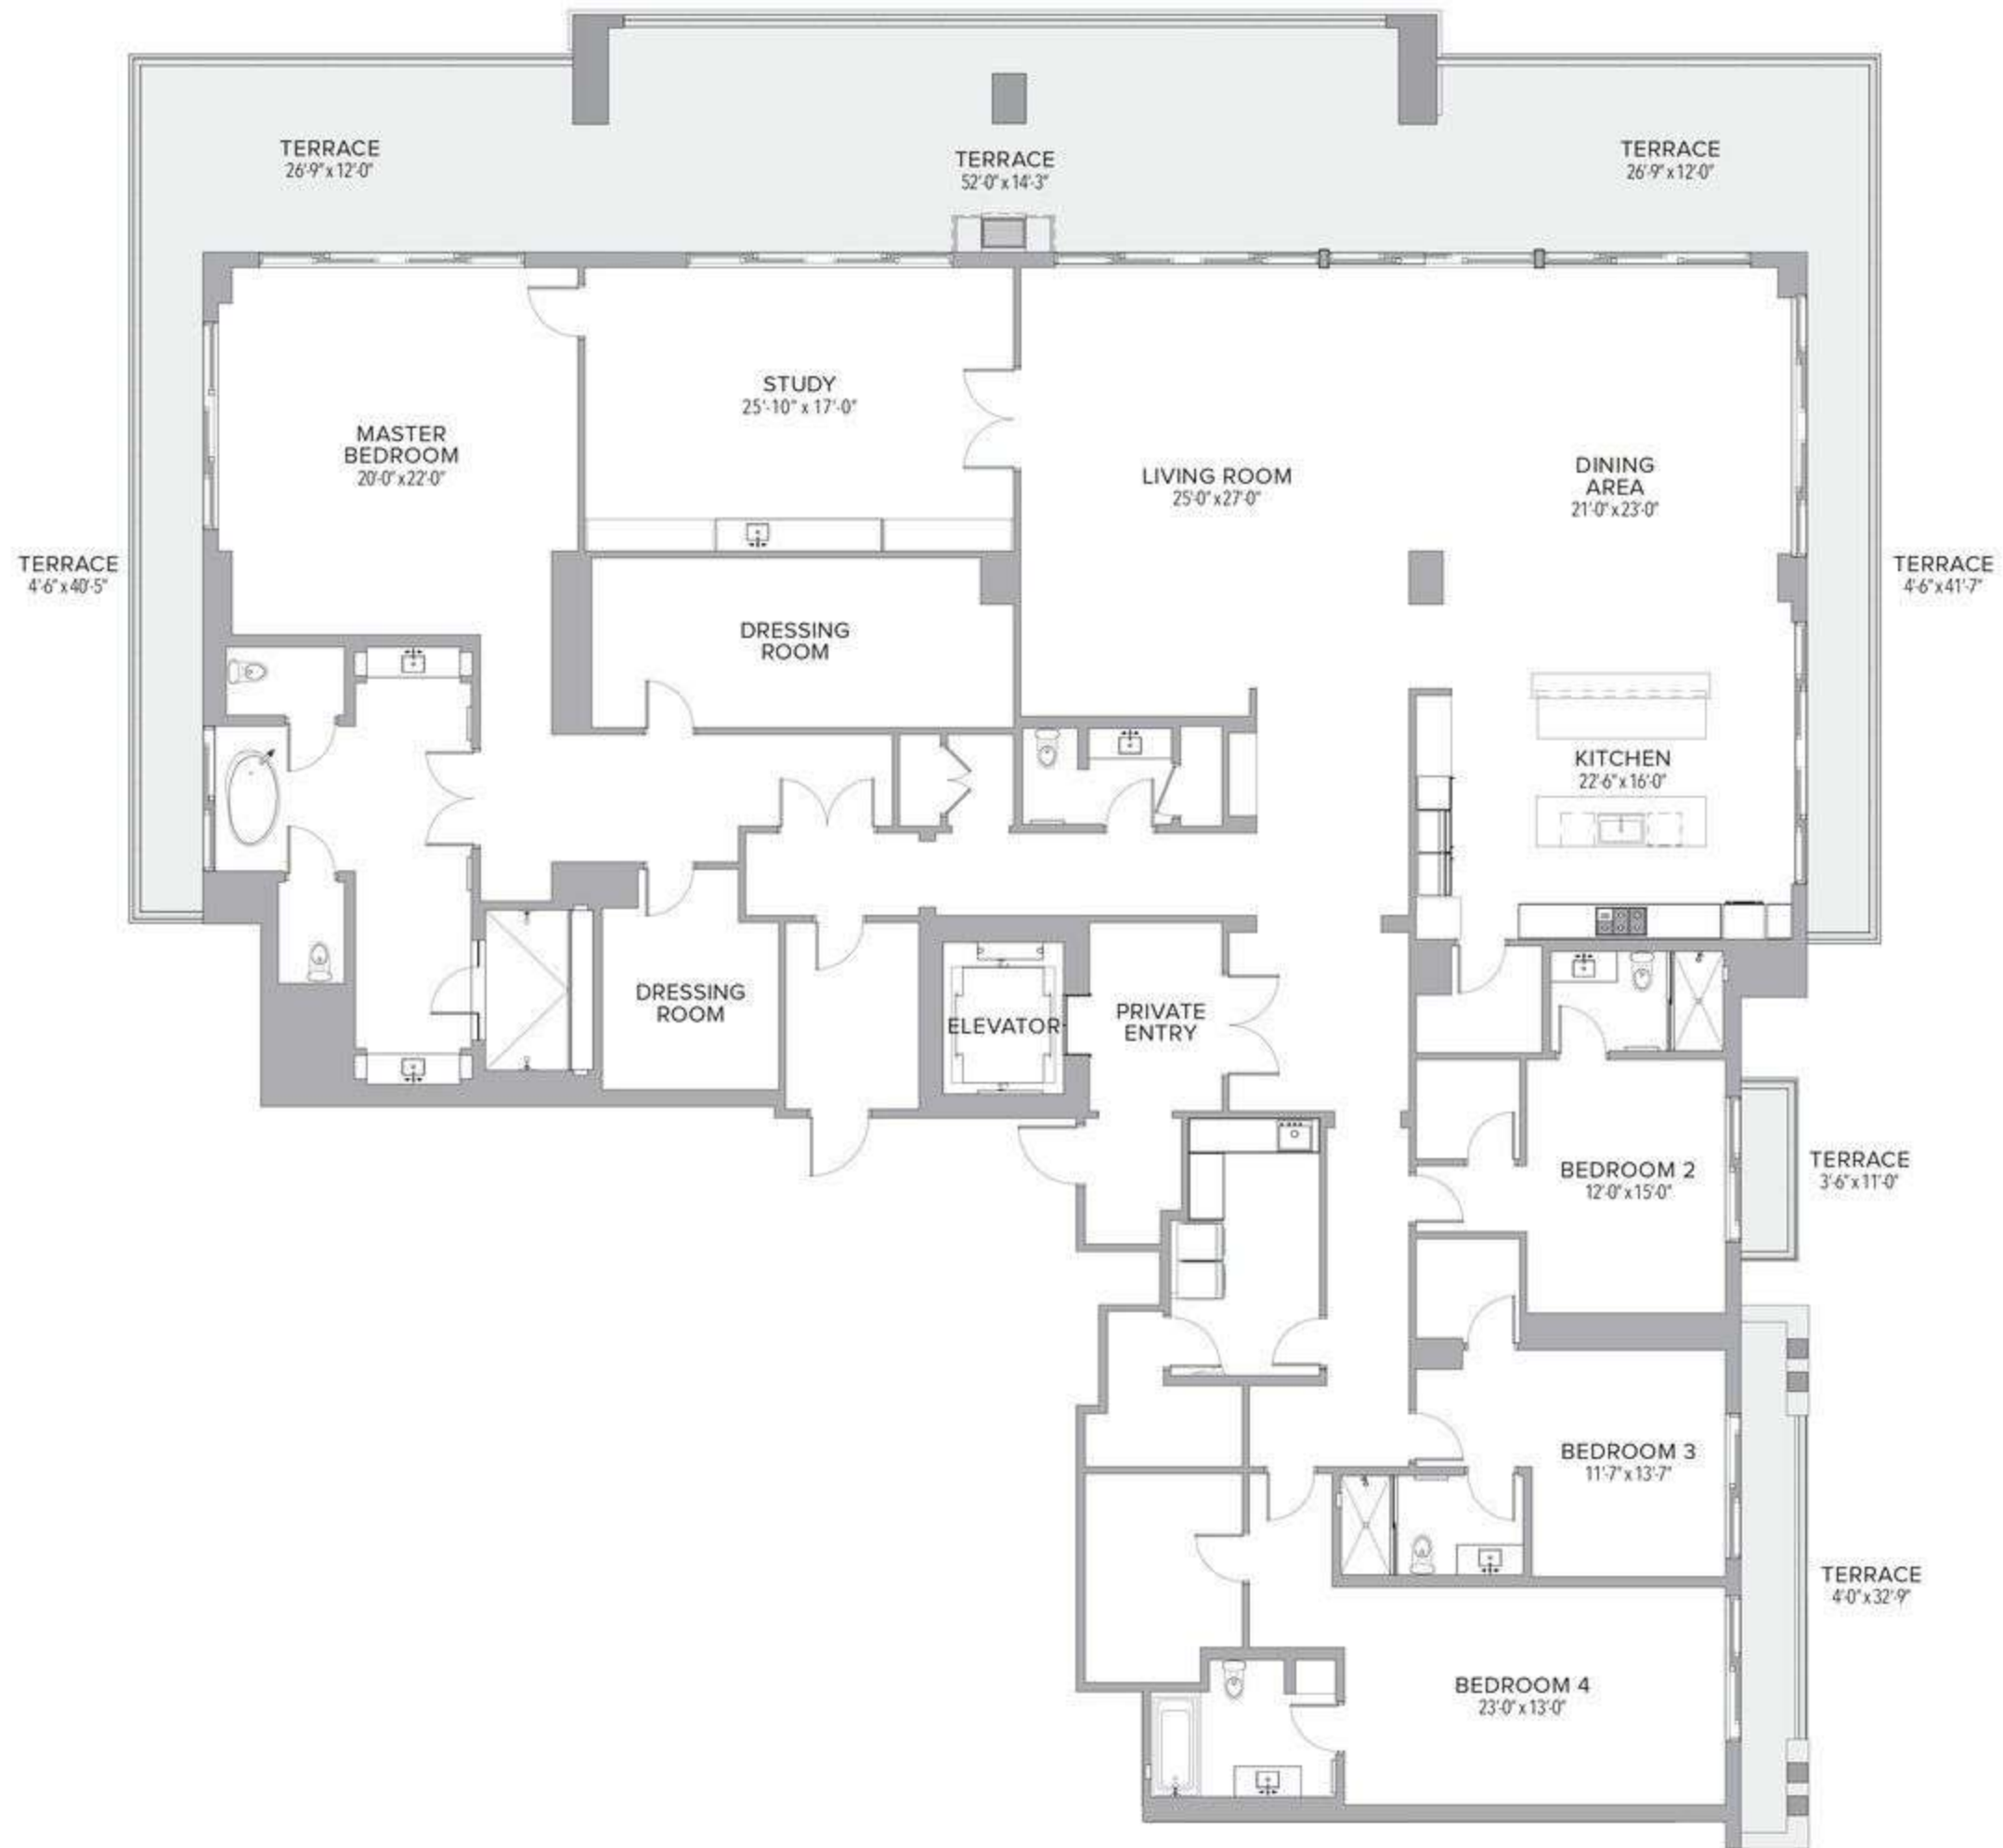 TERRACE
26'-9" x 12'-0"
TERRACE
52'-0" x 14'-3"
TERRACE
26'-9" x 12'-0"
STUDY
25'-10" x 17'-0"
MASTER
BEDROOM
20'-0" x 22'-0"
LIVING ROOM
25'-0" x 27'-0"
DINING
AREA
21'-0" x 23'-0"
TERRACE
4'-6" x 40'-5"
TERRACE
4'-6" x 41'-7"
DRESSING
ROOM
KITCHEN
22'-6" x 16'-0"
DRESSING
ROOM
ELEVATOR
PRIVATE
ENTRY
BEDROOM 2
12'-0" x 15'-0"
TERRACE
3'-6" x 11'-0"
BEDROOM 3
11'-7" x 13'-7"
TERRACE
4'-0" x 32'-9"
BEDROOM 4
23'-0" x 13'-0"